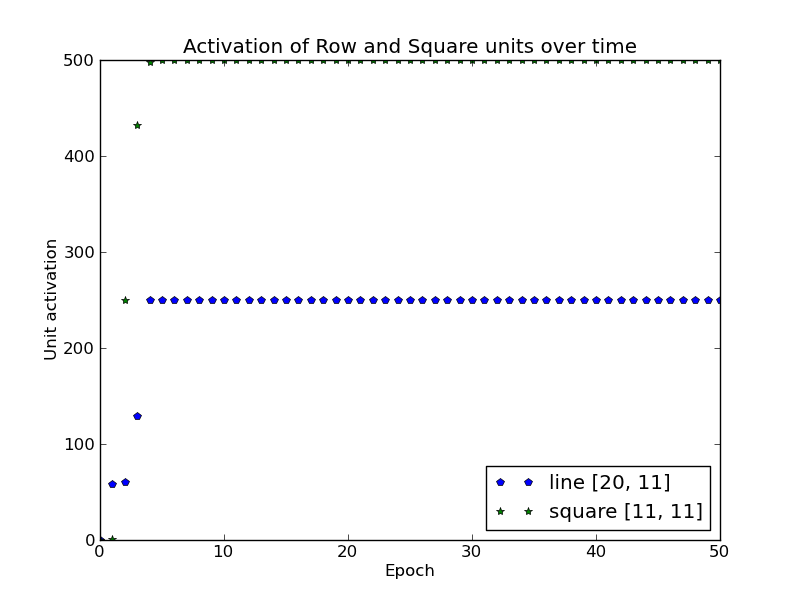 Activation of Row and Square units over time
500
400
300
200
100
0
Unit activation
0 10 20 30 40 50
Epoch
line [20, 11]
square [11, 11]